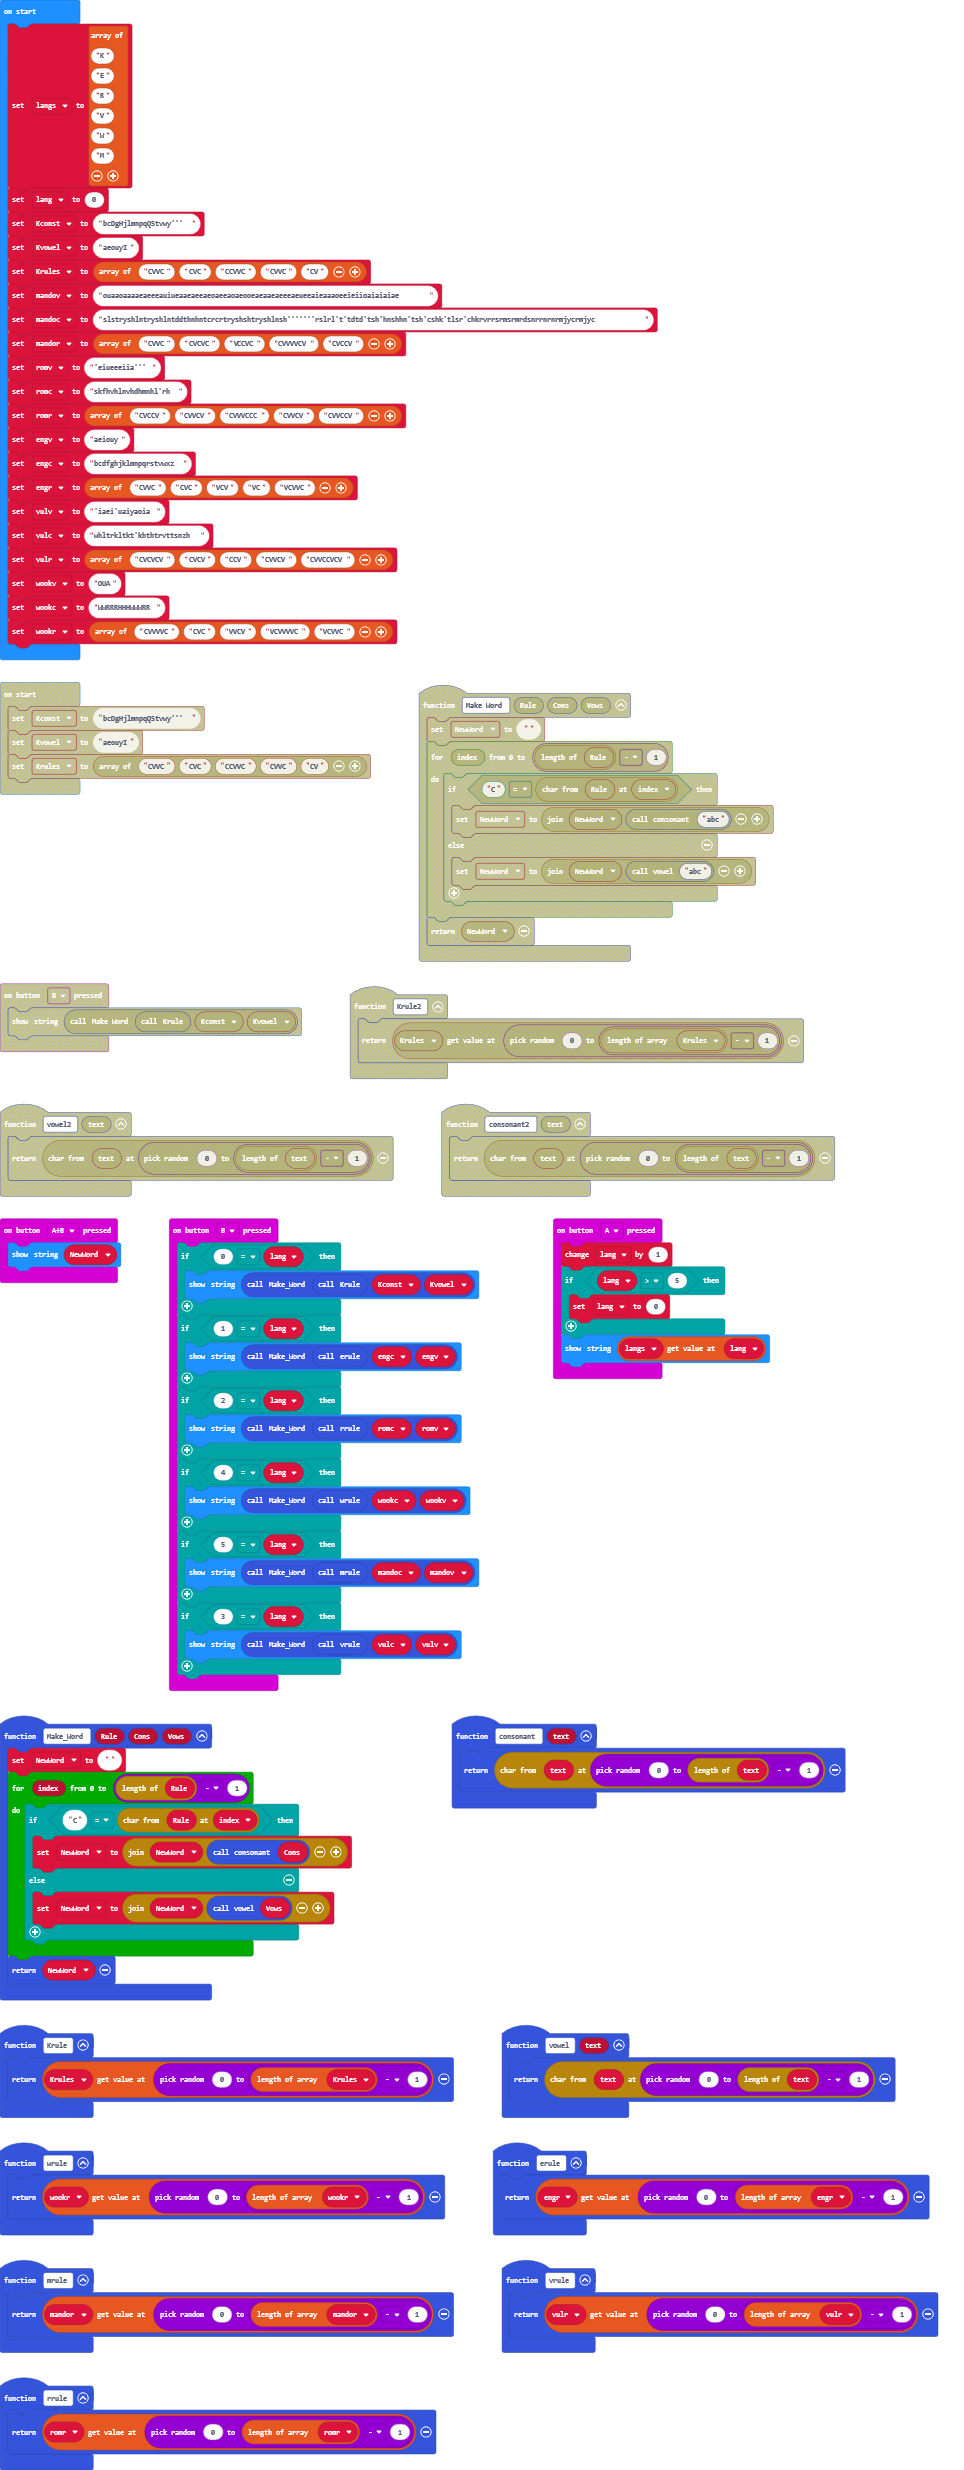 on start
set langs to array of
"K"
"E"
"R"
"V"
"W"
"M"
set lang to 0
set Kconst to "bcDgHjlmnpqQStvwy'''"
set Kvowel to "aeouyI"
set Krules to array of "CVVC" "CVC" "CCVVC" "CVVC" "CV"
set mandov to
set mandoc to
set mandor to array of "CVVC" "CVCVC" "VCCVC" "CVVVVCV" "CVCCV"
set romv to "'eiueeeiia'''"
set romc to "skfhvhlnvhdhmnhl'rh"
set romr to array of "CVCCV" "CVVCV" "CVVVCCC" "CVVCV" "CVVCCV"
set engv to "aeiouy"
set engc to "bcdfghjklmnpqrstvwxz"
set engr to array of "CVVC" "CVC" "VCV" "VC" "VCVVC"
set vulv to "'iaei'uaiyaoia"
set vulc to "whltrkltkt'khthtrvttsnzh"
set vulr to array of "CVCVCV" "CVCV" "CCV" "CVVCV" "CVVCCVCV"
set wookv to "OUA"
set wookc to
set wookr to array of "CVVVVC" "CVC" "VVCV" "VCVVVVC" "VCVVC"
on start
set Kconst to "bcDgHjlmnpqQStvwy'''"
set Kvowel to "aeouyI"
set Krules to array of "CVVC" "CVC" "CCVVC" "CVVC" "CV"
function Make Word Rule Cons Vows
set NewWord to ""
for index from 0 to length of Rule - 1
do
if "C" = char from Rule at index then
set NewWord to join NewWord call consonant "abc"
else
set NewWord to join NewWord call vowel "abc"
return NewWord
on button B pressed
show string call Make Word call Krule Kconst Kvowel
function Krule2
return Krules get value at pick random 0 to length of array Krules - 1
function vowel2 text
return char from text at pick random 0 to length of text - 1
function consonant2 text
return char from text at pick random 0 to length of text - 1
on button A+B pressed
show string NewWord
on button B pressed
if 0 = lang then
show string call Make_Word call Krule Kconst Kvowel
if 1 = lang then
show string call Make_Word call erule engc engv
if 2 = lang then
show string call Make_Word call rrule romc romv
if 4 = lang then
show string call Make_Word call wrule wookc wookv
if 5 = lang then
show string call Make_Word call mrule mandoc mandov
if 3 = lang then
show string call Make_Word call vrule vulc vulv
on button A pressed
change lang by 1
if lang > 5 then
set lang to 0
show string langs get value at lang
function Make_Word Rule Cons Vows
set NewWord to ""
for index from 0 to length of Rule - 1
do
if "C" = char from Rule at index then
set NewWord to join NewWord call consonant Cons
else
set NewWord to join NewWord call vowel Vows
return NewWord
function consonant text
return char from text at pick random 0 to length of text - 1
function Krule
return Krules get value at pick random 0 to length of array Krules - 1
function vowel text
return char from text at pick random 0 to length of text - 1
function wrule
return wookr get value at pick random 0 to length of array wookr - 1
function erule
return engr get value at pick random 0 to length of array engr - 1
function mrule
return mandor get value at pick random 0 to length of array mandor - 1
function vrule
return vulr get value at pick random 0 to length of array vulr - 1
function rrule
return romr get value at pick random 0 to length of array romr - 1